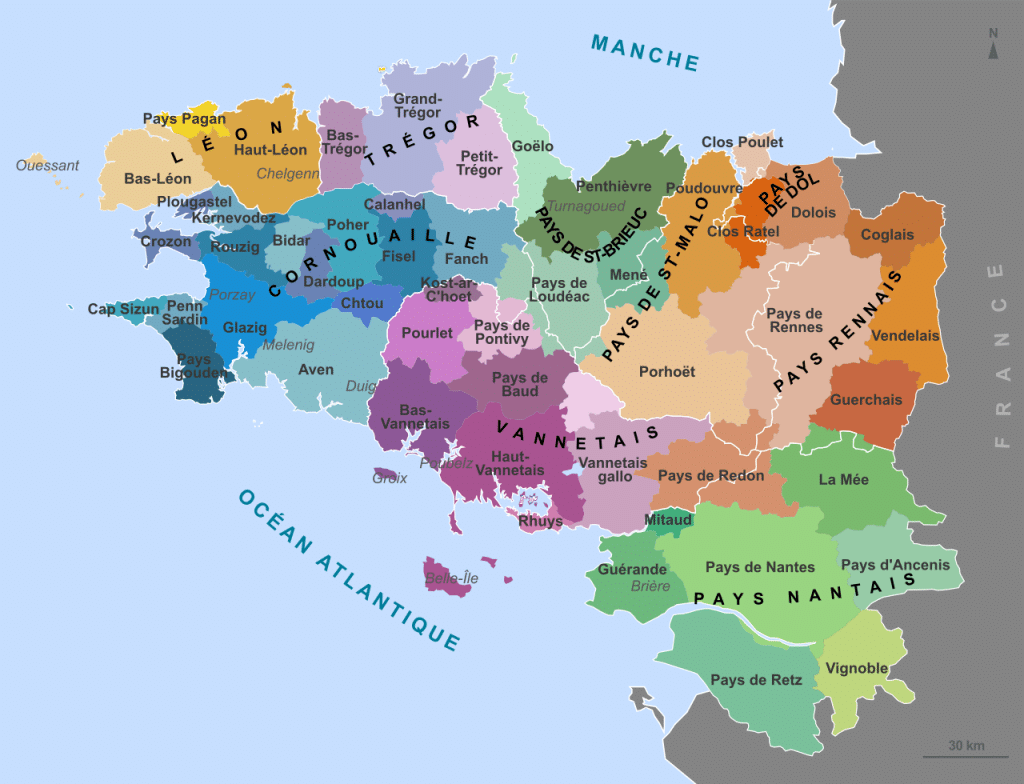 MANCHE
N
Grand-
Trégor
Pays Pagan
LÉON
Haut-Léon
Bas-
Trégor
TRÉGOR
Goëlo
Clos Poulet
Petit-
Trégor
Ouessant
Bas-Léon
Chelgenn
PAYS
DE DOL
Penthièvre
Poudouvre
Turnagoued
Plougastel
Kernevodez
Calanhel
Poher
PAYS DE ST-BRIEUC
Dolois
Clos Ratel
Coglais
Crozon
Rouzig
Bidar
CORNOUAILLE
Fisel
Fanch
PAYS DE ST-MALO
Mené
Dardoup
Pays de
Loudéac
Kost-ar-
C'hoet
Porzay
Chtou
Cap Sizun
Penn
Sardin
Glazig
Melenig
Pourlet
Pays de
Pontivy
Pays de
Rennes
PAYS RENNAIS
Vendelais
FRANCE
Pays
Bigouden
Aven
Duig
Pays de
Baud
Porhoët
Guerchais
Bas-
Vannetais
VANNETAIS
Haut-
Vannetais
Poubelz
Groix
Vannetais
gallo
Pays de Redon
La Mée
Rhuys
Mitaud
OCÉAN ATLANTIQUE
Belle-Île
Guérande
Brière
Pays de Nantes
Pays d'Ancenis
PAYS NANTAIS
Pays de Retz
Vignoble
30 km